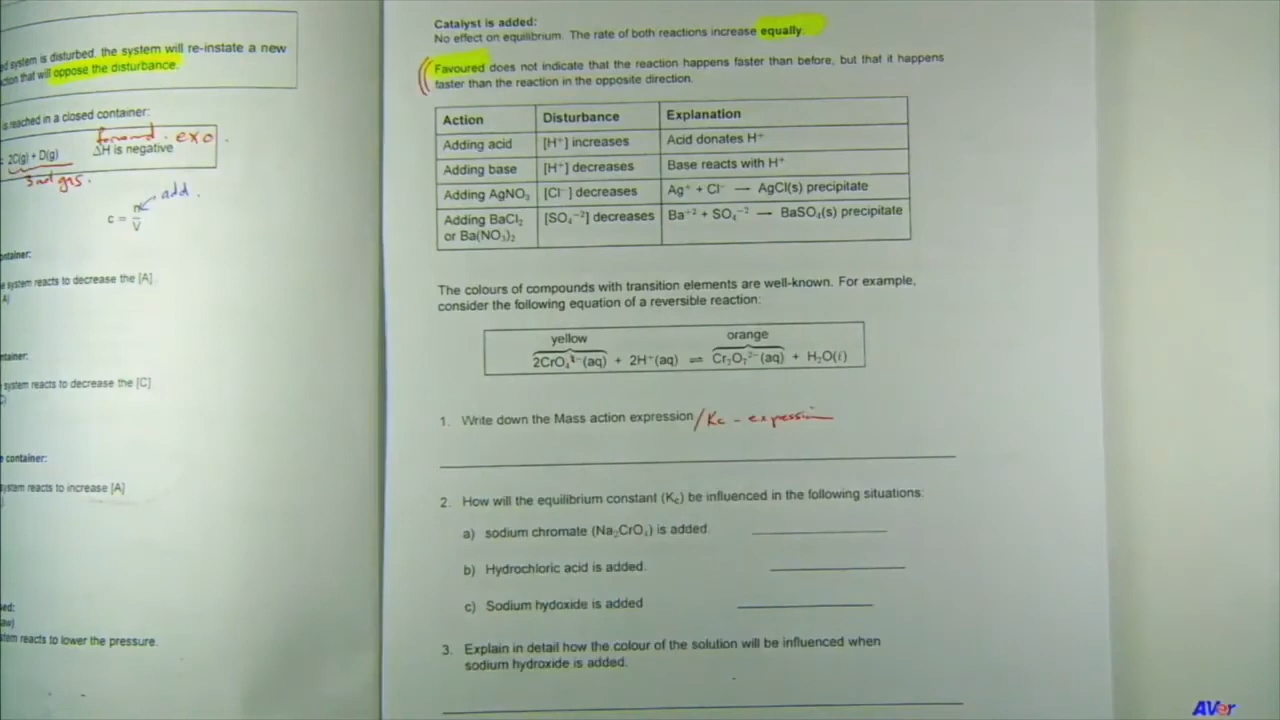 ed system is disturbed, the system will re-instate a new
ction that will oppose the disturbance.
is reached in a closed container:
forward. exo.
= 2C(g) + D(g) ΔH is negative
3mol gas.
add.
c = n/V
ontainer:
e system reacts to decrease the [A]
A]
ntainer:
system reacts to decrease the [C]
C)
e container:
system reacts to increase [A]
sed:
aw)
stem reacts to lower the pressure.
Catalyst is added:
No effect on equilibrium. The rate of both reactions increase equally.
Favoured does not indicate that the reaction happens faster than before, but that it happens
faster than the reaction in the opposite direction.
Action Disturbance Explanation
Adding acid [H⁺] increases Acid donates H⁺
Adding base [H⁺] decreases Base reacts with H⁺
Adding AgNO₃ [Cl⁻] decreases Ag⁺ + Cl⁻ — AgCl(s) precipitate
Adding BaCl₂ [SO₄⁻²] decreases Ba⁺² + SO₄⁻² — BaSO₄(s) precipitate
or Ba(NO₃)₂
The colours of compounds with transition elements are well-known. For example,
consider the following equation of a reversible reaction:
yellow orange
2CrO₄²⁻(aq) + 2H⁺(aq) ⇌ Cr₂O₇²⁻(aq) + H₂O(ℓ)
1. Write down the Mass action expression /Kc - expression
2. How will the equilibrium constant (Kc) be influenced in the following situations:
a) sodium chromate (Na₂CrO₄) is added.
b) Hydrochloric acid is added.
c) Sodium hydoxide is added
3. Explain in detail how the colour of the solution will be influenced when
sodium hydroxide is added.
AVer